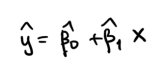 ŷ = β̂₀ + β̂₁ x